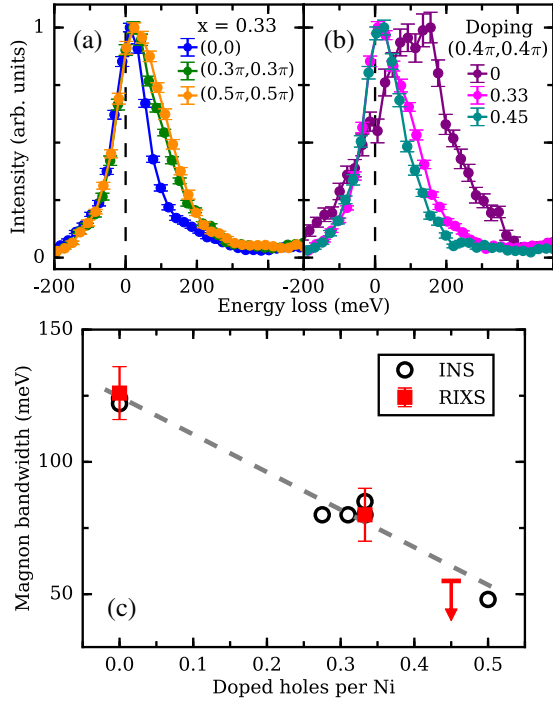 (a)
x = 0.33
(0,0)
(0.3π,0.3π)
(0.5π,0.5π)
(b)
Doping
(0.4π,0.4π)
0
0.33
0.45
Intensity (arb. units)
1
0
-200
0
200
-200
0
200
Energy loss (meV)
150
100
50
Magnon bandwidth (meV)
INS
RIXS
(c)
0.0
0.1
0.2
0.3
0.4
0.5
Doped holes per Ni